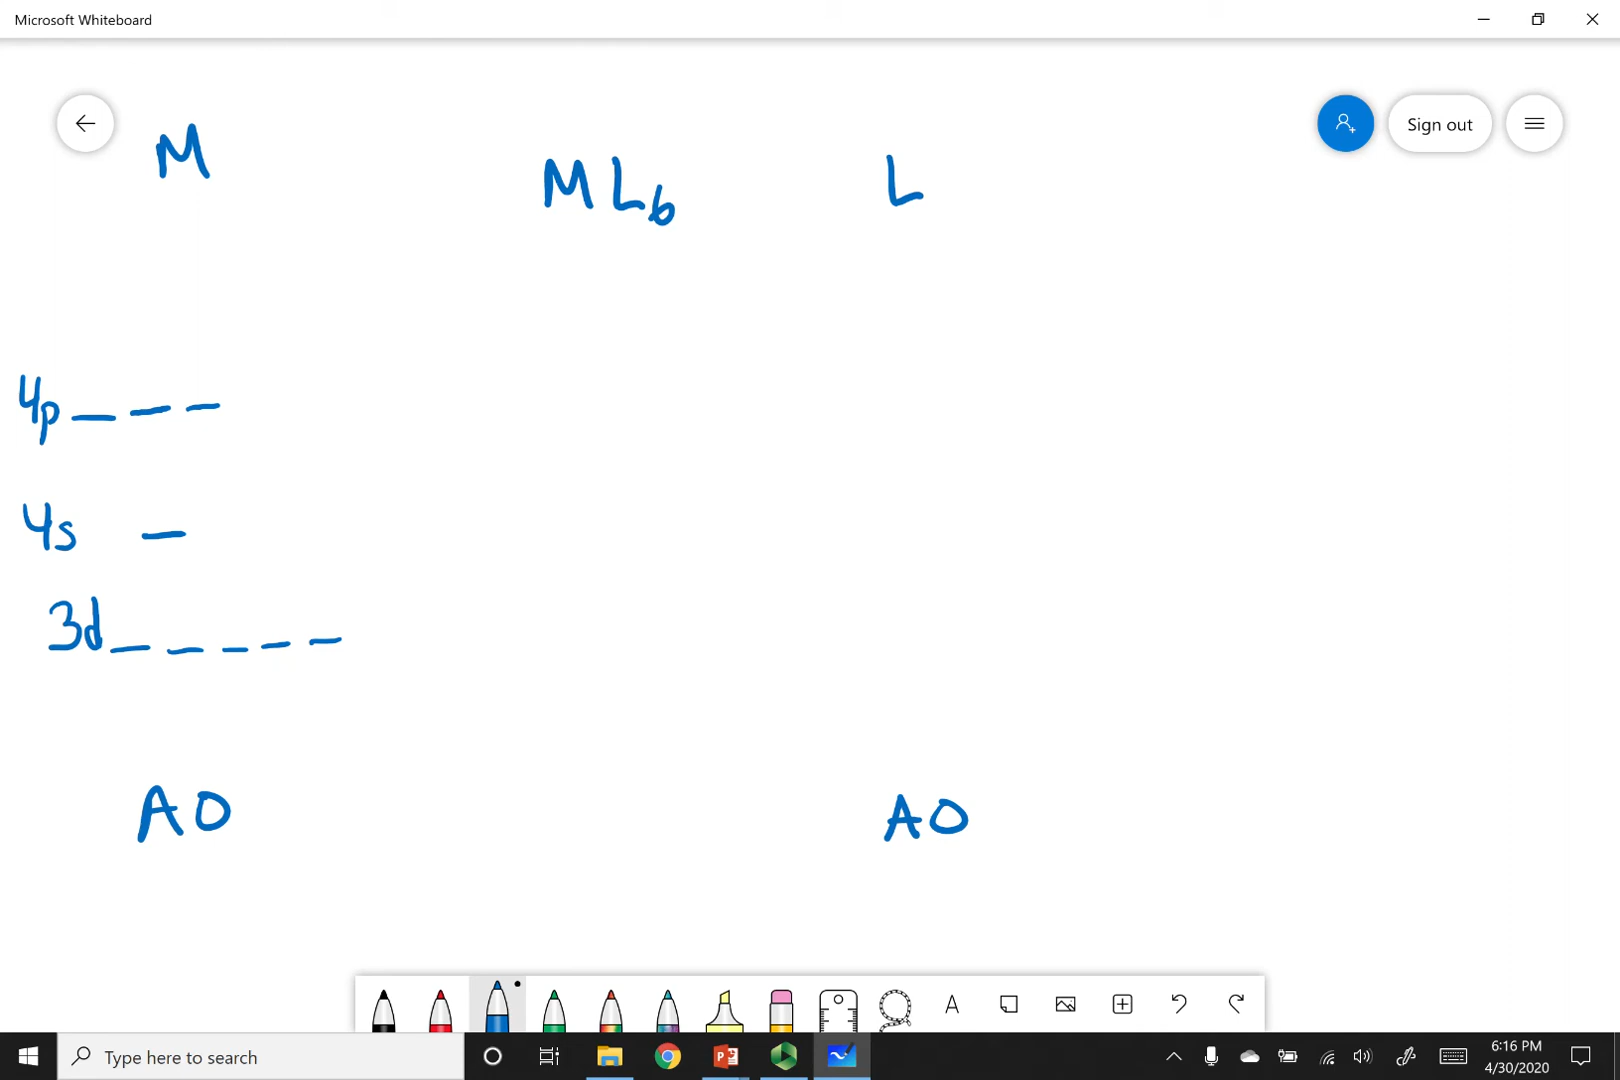 Microsoft Whiteboard
Sign out
M
ML6
L
4p _ _ _
4s _
3d _ _ _ _ _
AO
AO
A
Type here to search
6:16 PM
4/30/2020